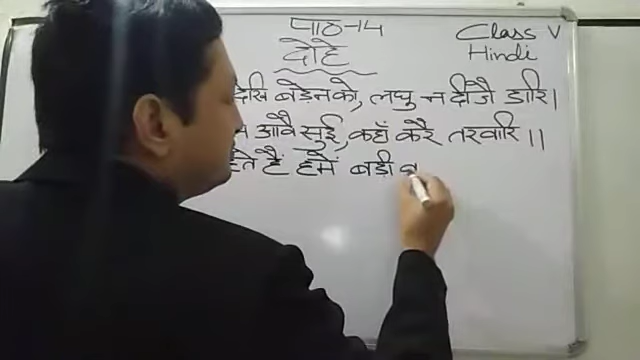 पाठ-14
Class V
दोहे
Hindi
देखि बड़ेन को, लघु न दीजै डारि।
आवै सुई, कहाँ करै तरवारि ।।
हैं हमें बड़ी